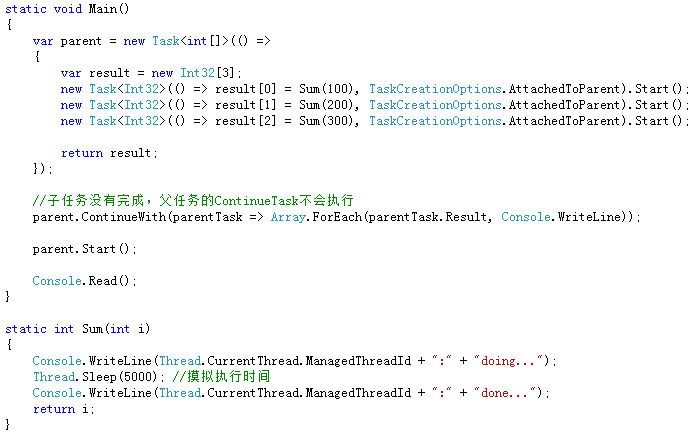 static void Main()
{
    var parent = new Task<int[]>(() =>
    {
        var result = new Int32[3];
        new Task<Int32>(() => result[0] = Sum(100), TaskCreationOptions.AttachedToParent).Start();
        new Task<Int32>(() => result[1] = Sum(200), TaskCreationOptions.AttachedToParent).Start();
        new Task<Int32>(() => result[2] = Sum(300), TaskCreationOptions.AttachedToParent).Start();

        return result;
    });

    //子任务没有完成，父任务的ContinueTask不会执行
    parent.ContinueWith(parentTask => Array.ForEach(parentTask.Result, Console.WriteLine));

    parent.Start();

    Console.Read();
}

static int Sum(int i)
{
    Console.WriteLine(Thread.CurrentThread.ManagedThreadId + ":" + "doing...");
    Thread.Sleep(5000); //摸拟执行时间
    Console.WriteLine(Thread.CurrentThread.ManagedThreadId + ":" + "done...");
    return i;
}